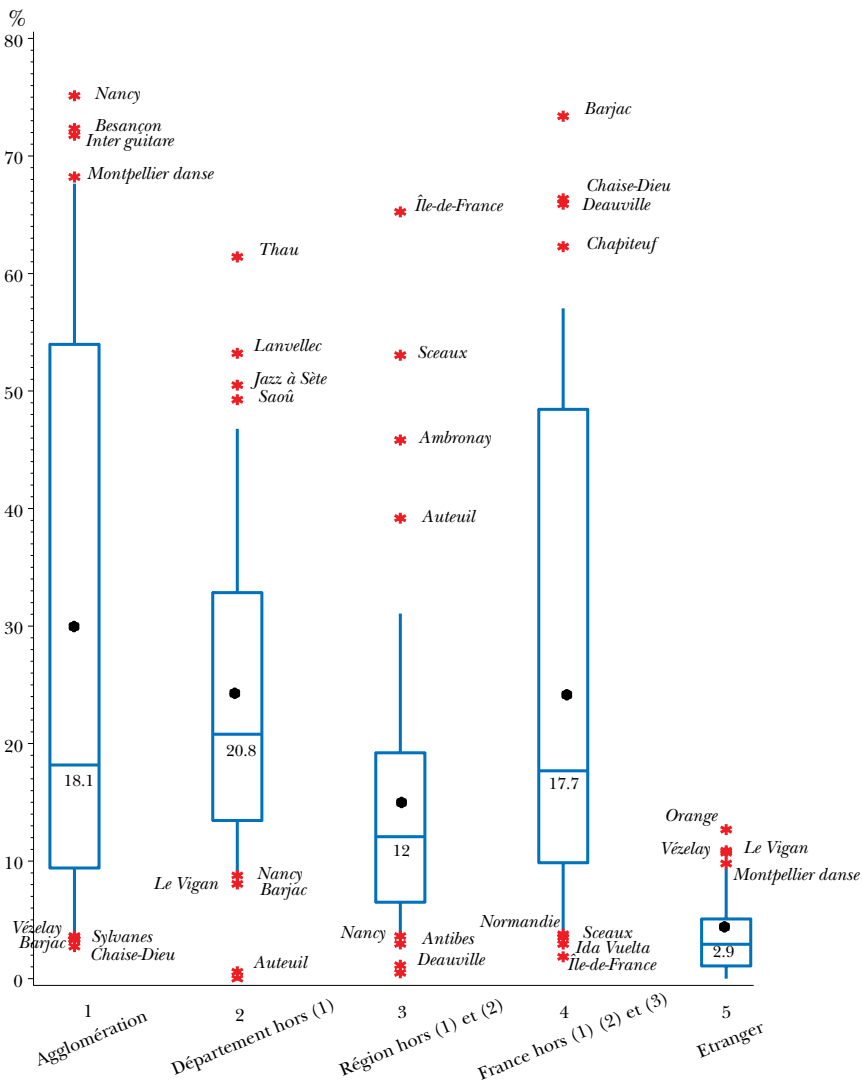 %
80
Nancy
Besançon
Inter guitare
Montpellier danse
70
60
50
40
30
20
10
0
18.1
Vézelay
Barjac
Sylvanes
Chaise-Dieu
Thau
Lanvellec
Jazz à Sète
Saoû
20.8
Le Vigan
Nancy
Barjac
Auteuil
Île-de-France
Sceaux
Ambronay
Auteuil
12
Nancy
Antibes
Deauville
Barjac
Chaise-Dieu
Deauville
Chapiteuf
17.7
Normandie
Sceaux
Ida Vuelta
Île-de-France
Orange
Vézelay
Le Vigan
Montpellier danse
2.9
1
Agglomération
2
Département hors (1)
3
Région hors (1) et (2)
4
France hors (1) (2) et (3)
5
Etranger